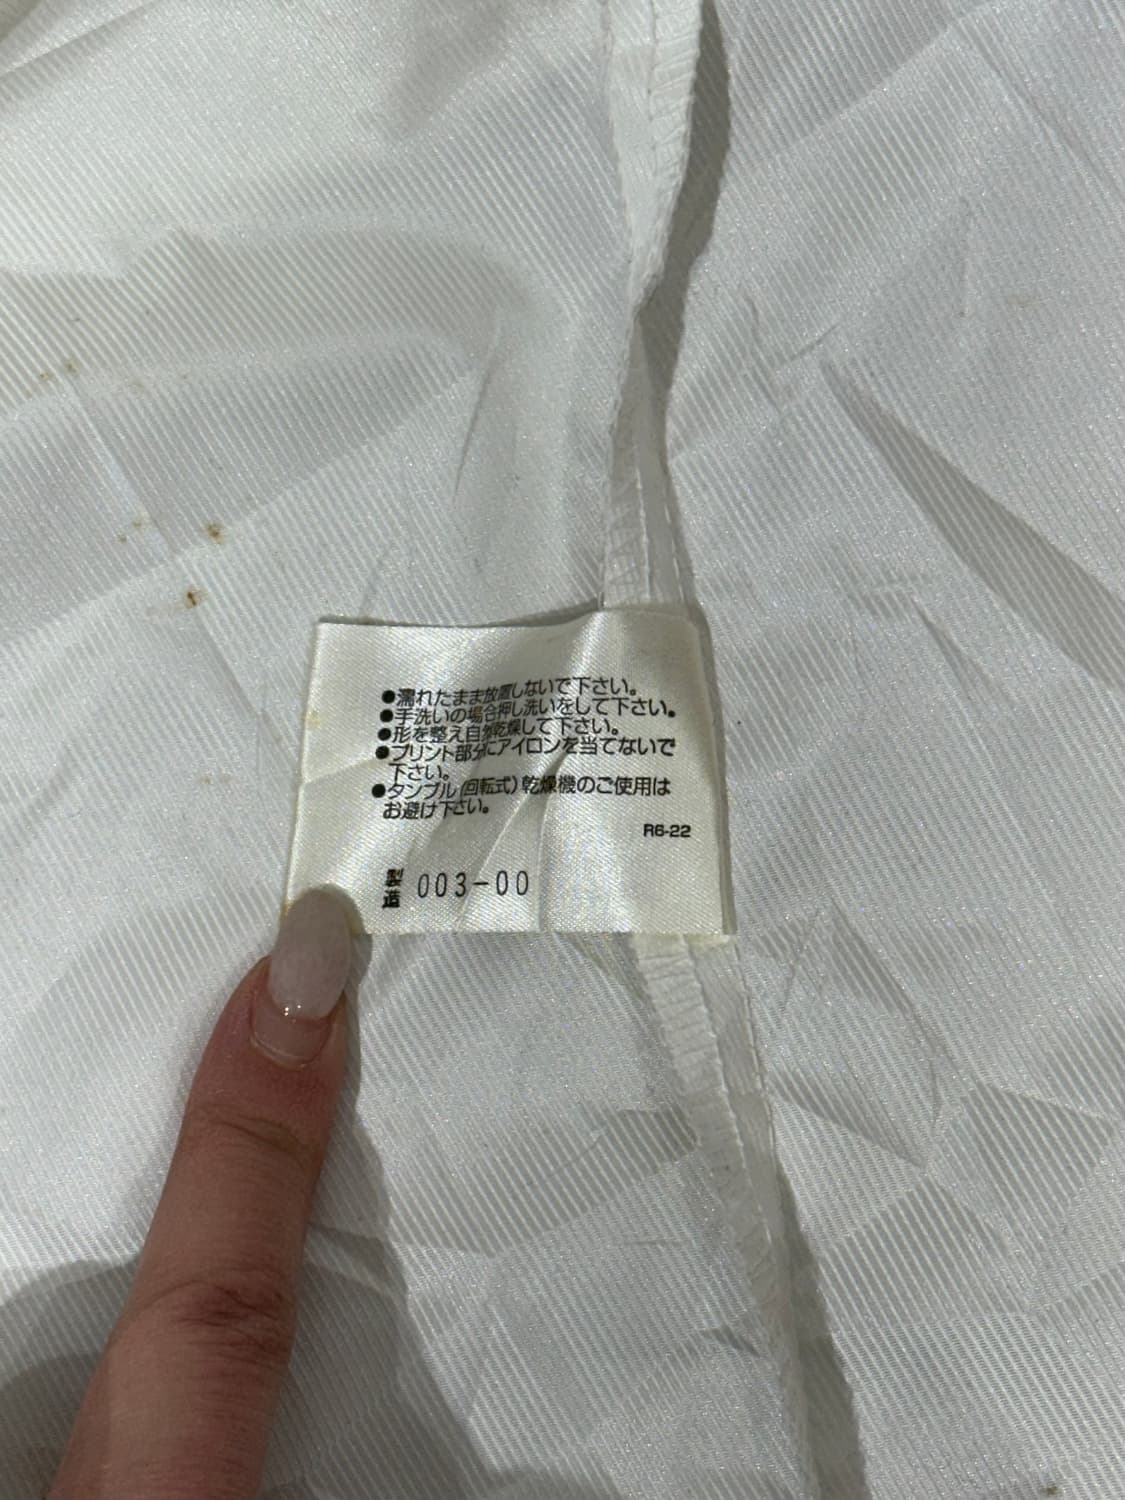 ●濡れたまま放置しないで下さい。
●手洗いの場合押し洗いをして下さい。
●形を整え自然乾燥して下さい。
●プリント部分にアイロンを当てないで
下さい。
●タンブル(回転式)乾燥機のご使用は
お避け下さい。
R6-22
製造 003-00